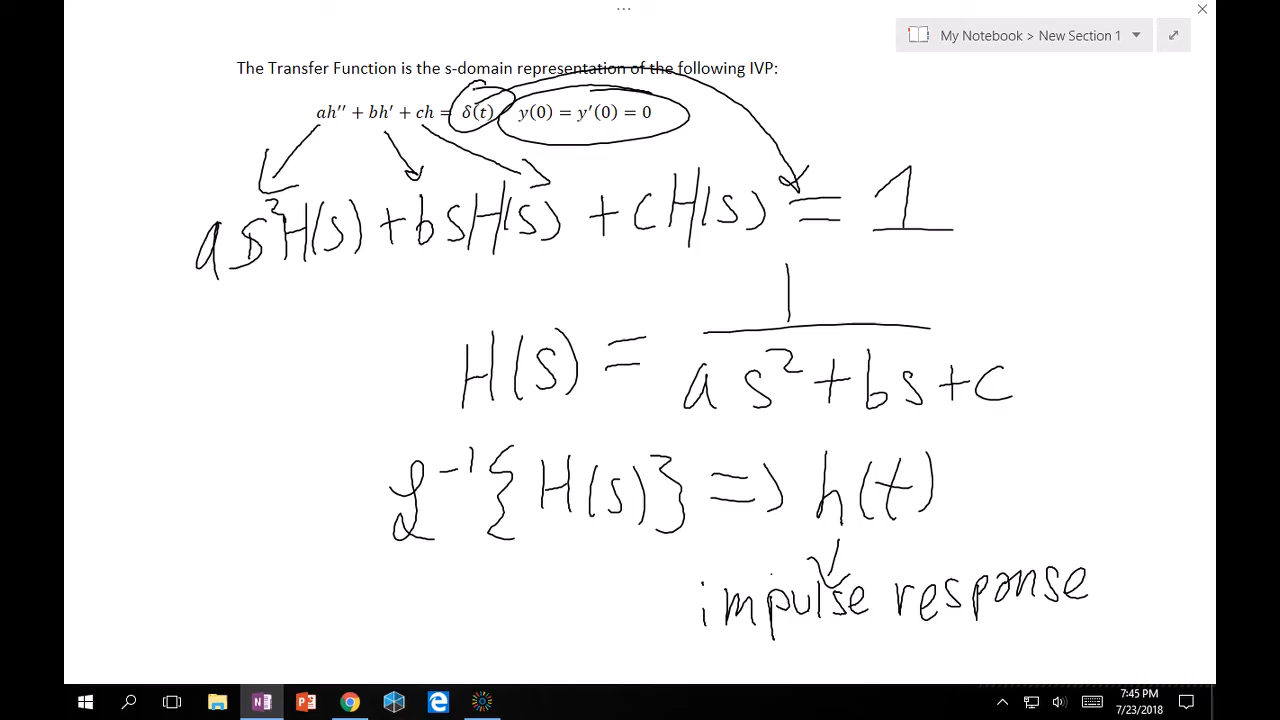 My Notebook > New Section 1
The Transfer Function is the s-domain representation of the following IVP:
ah′′ + bh′ + ch = δ(t)   y(0) = y′(0) = 0
as²H(s) + bsH(s) + cH(s) = 1
H(s) = 1 / (as² + bs + c)
ℒ⁻¹{H(s)} => h(t)
impulse response
7:45 PM
7/23/2018